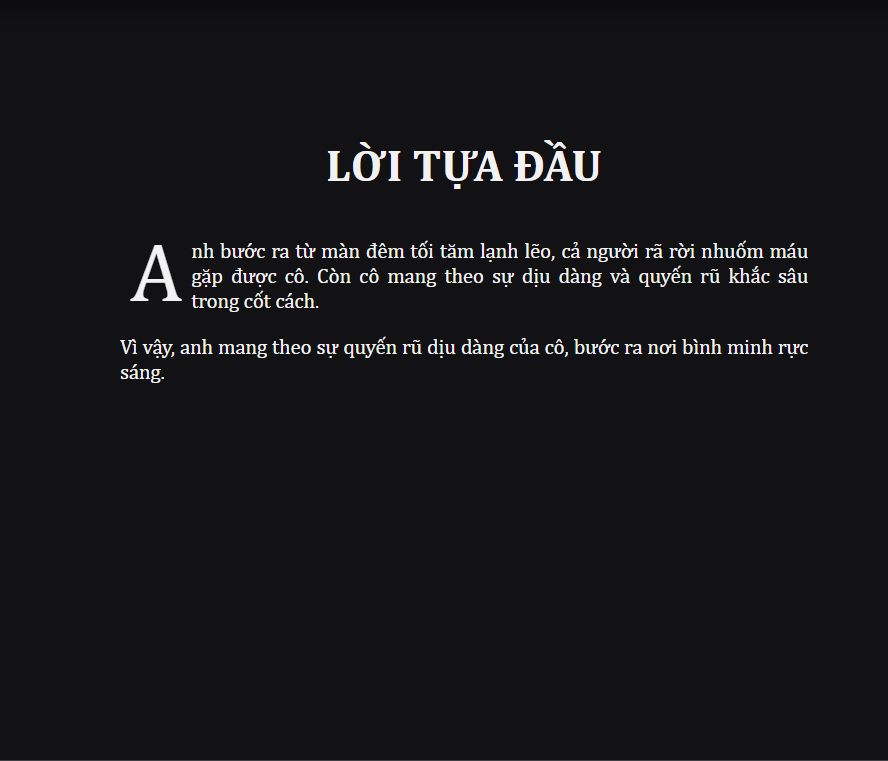 LỜI TỰA ĐẦU
Anh bước ra từ màn đêm tối tăm lạnh lẽo, cả người rã rời nhuốm máu
gặp được cô. Còn cô mang theo sự dịu dàng và quyến rũ khắc sâu
trong cốt cách.
Vì vậy, anh mang theo sự quyến rũ dịu dàng của cô, bước ra nơi bình minh rực
sáng.